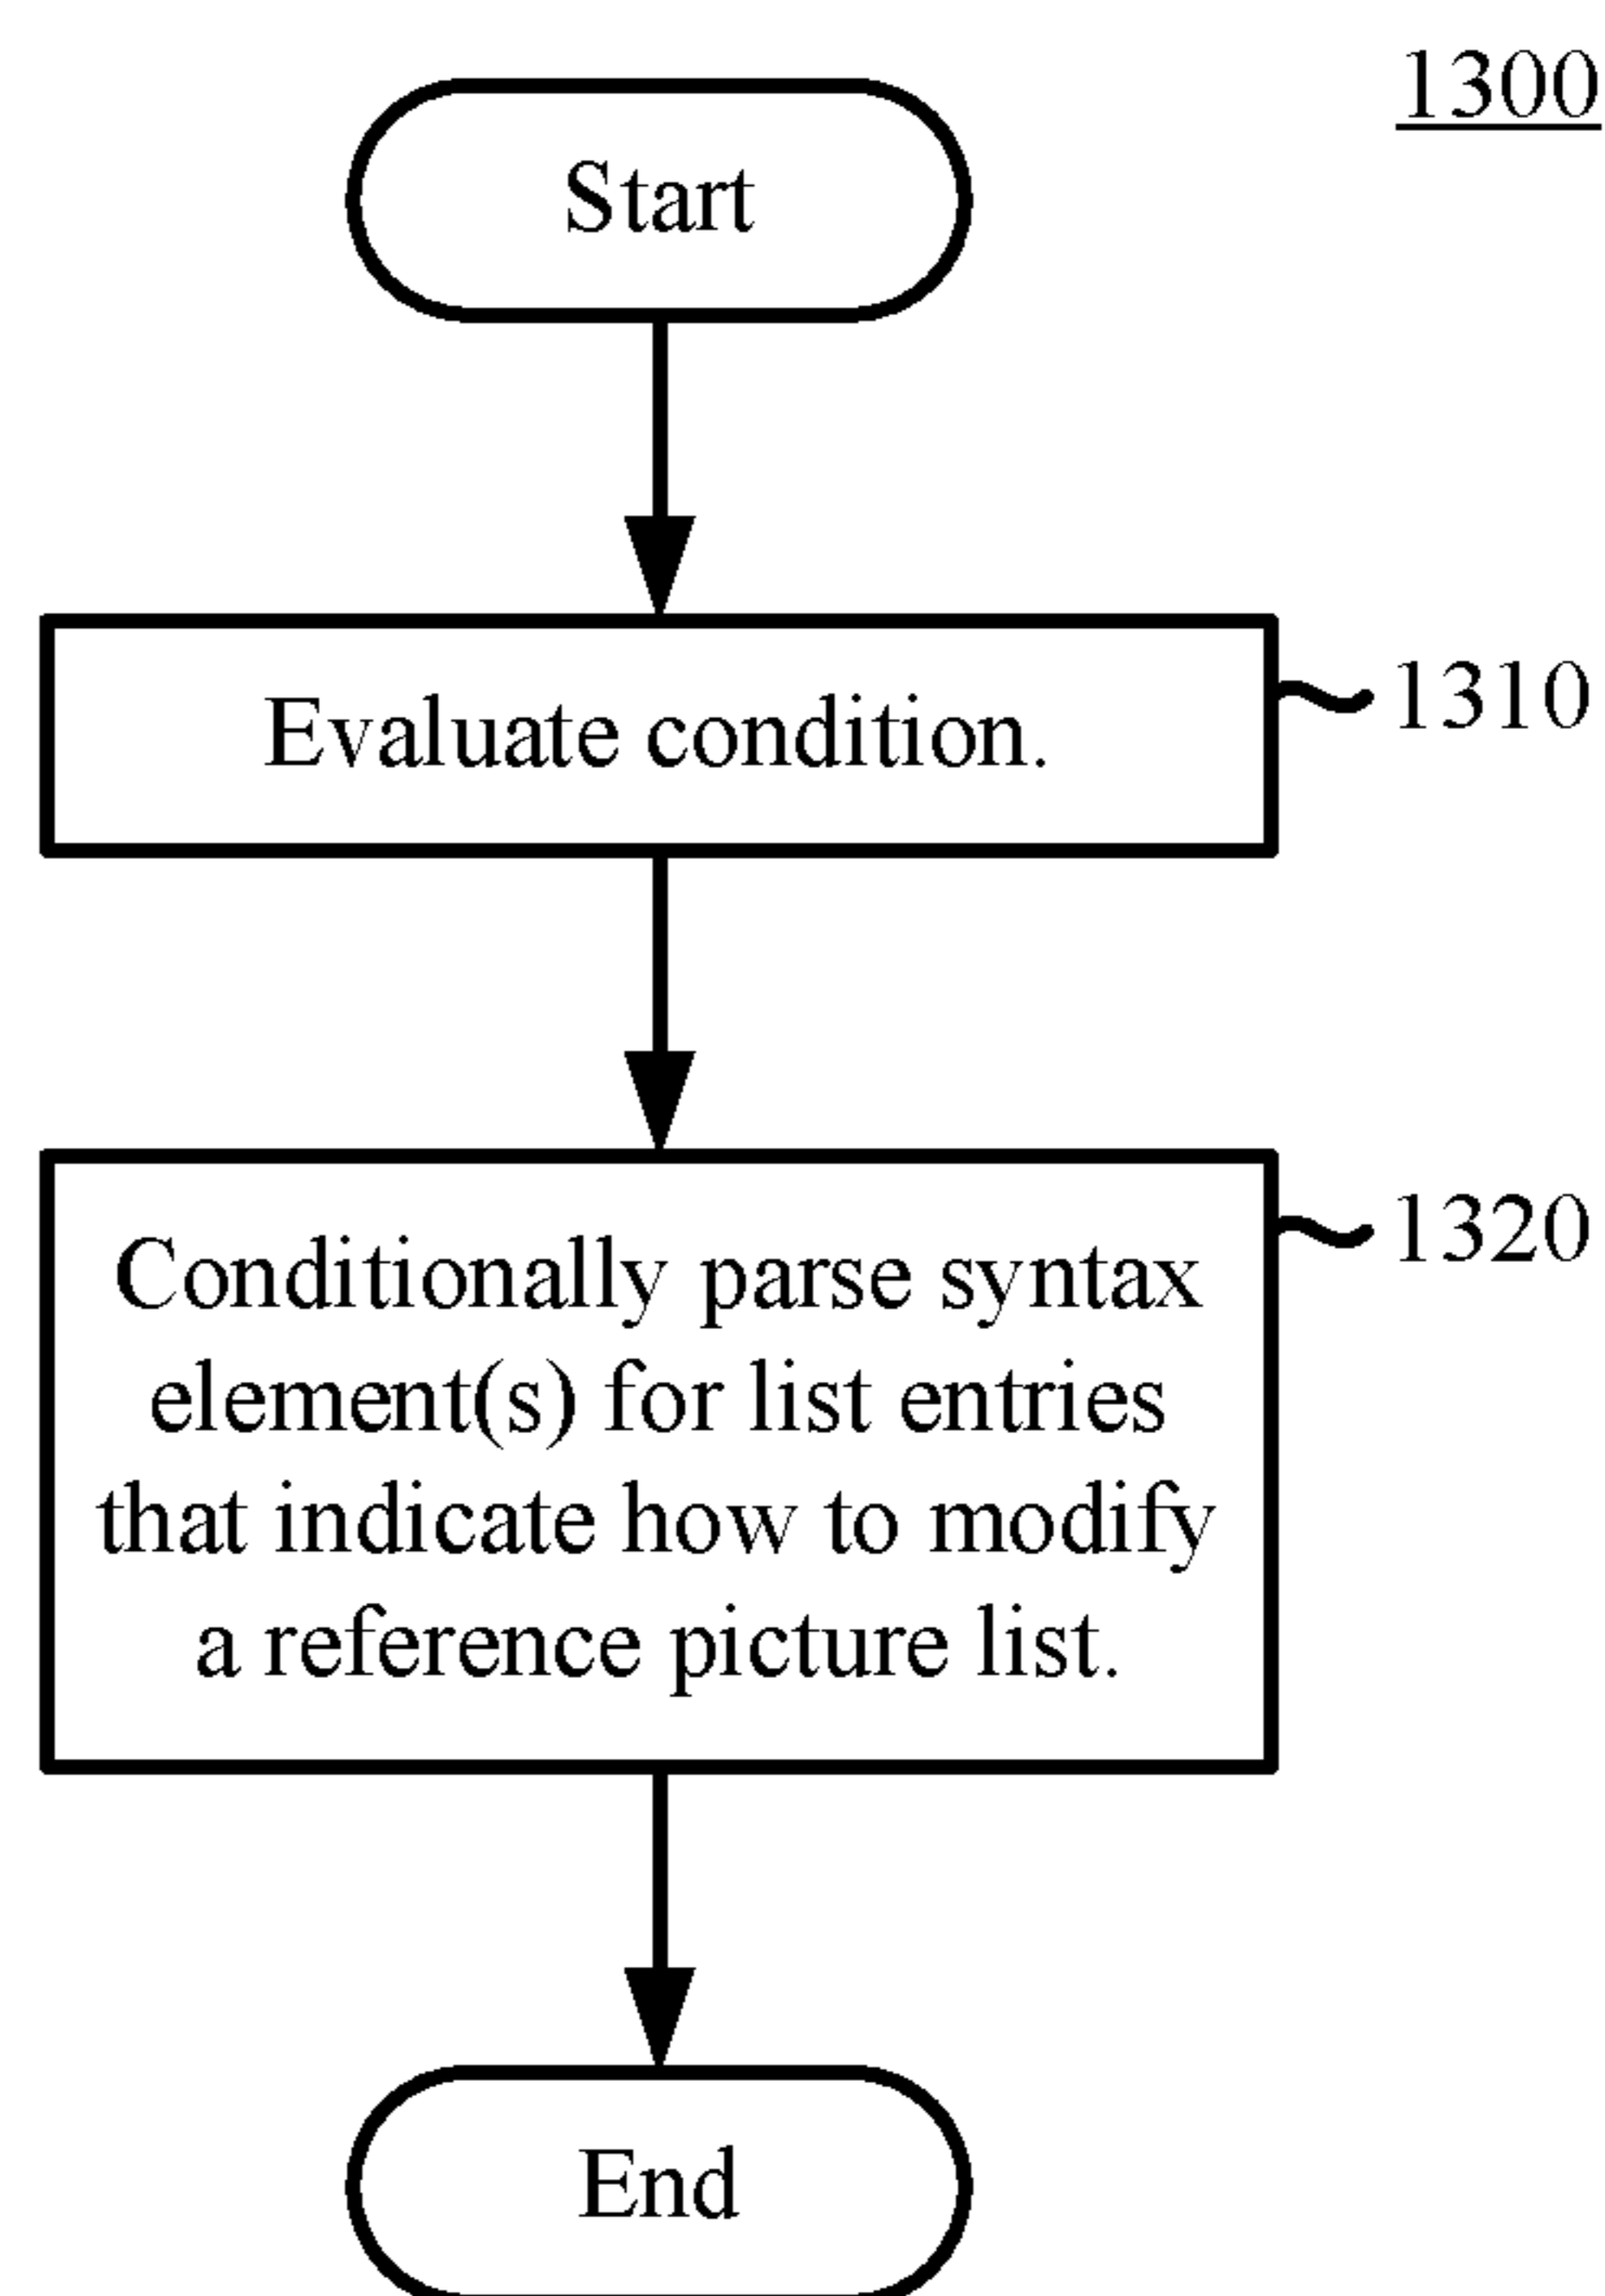 1300
Start
Evaluate condition.
1310
Conditionally parse syntax
element(s) for list entries
that indicate how to modify
a reference picture list.
1320
End